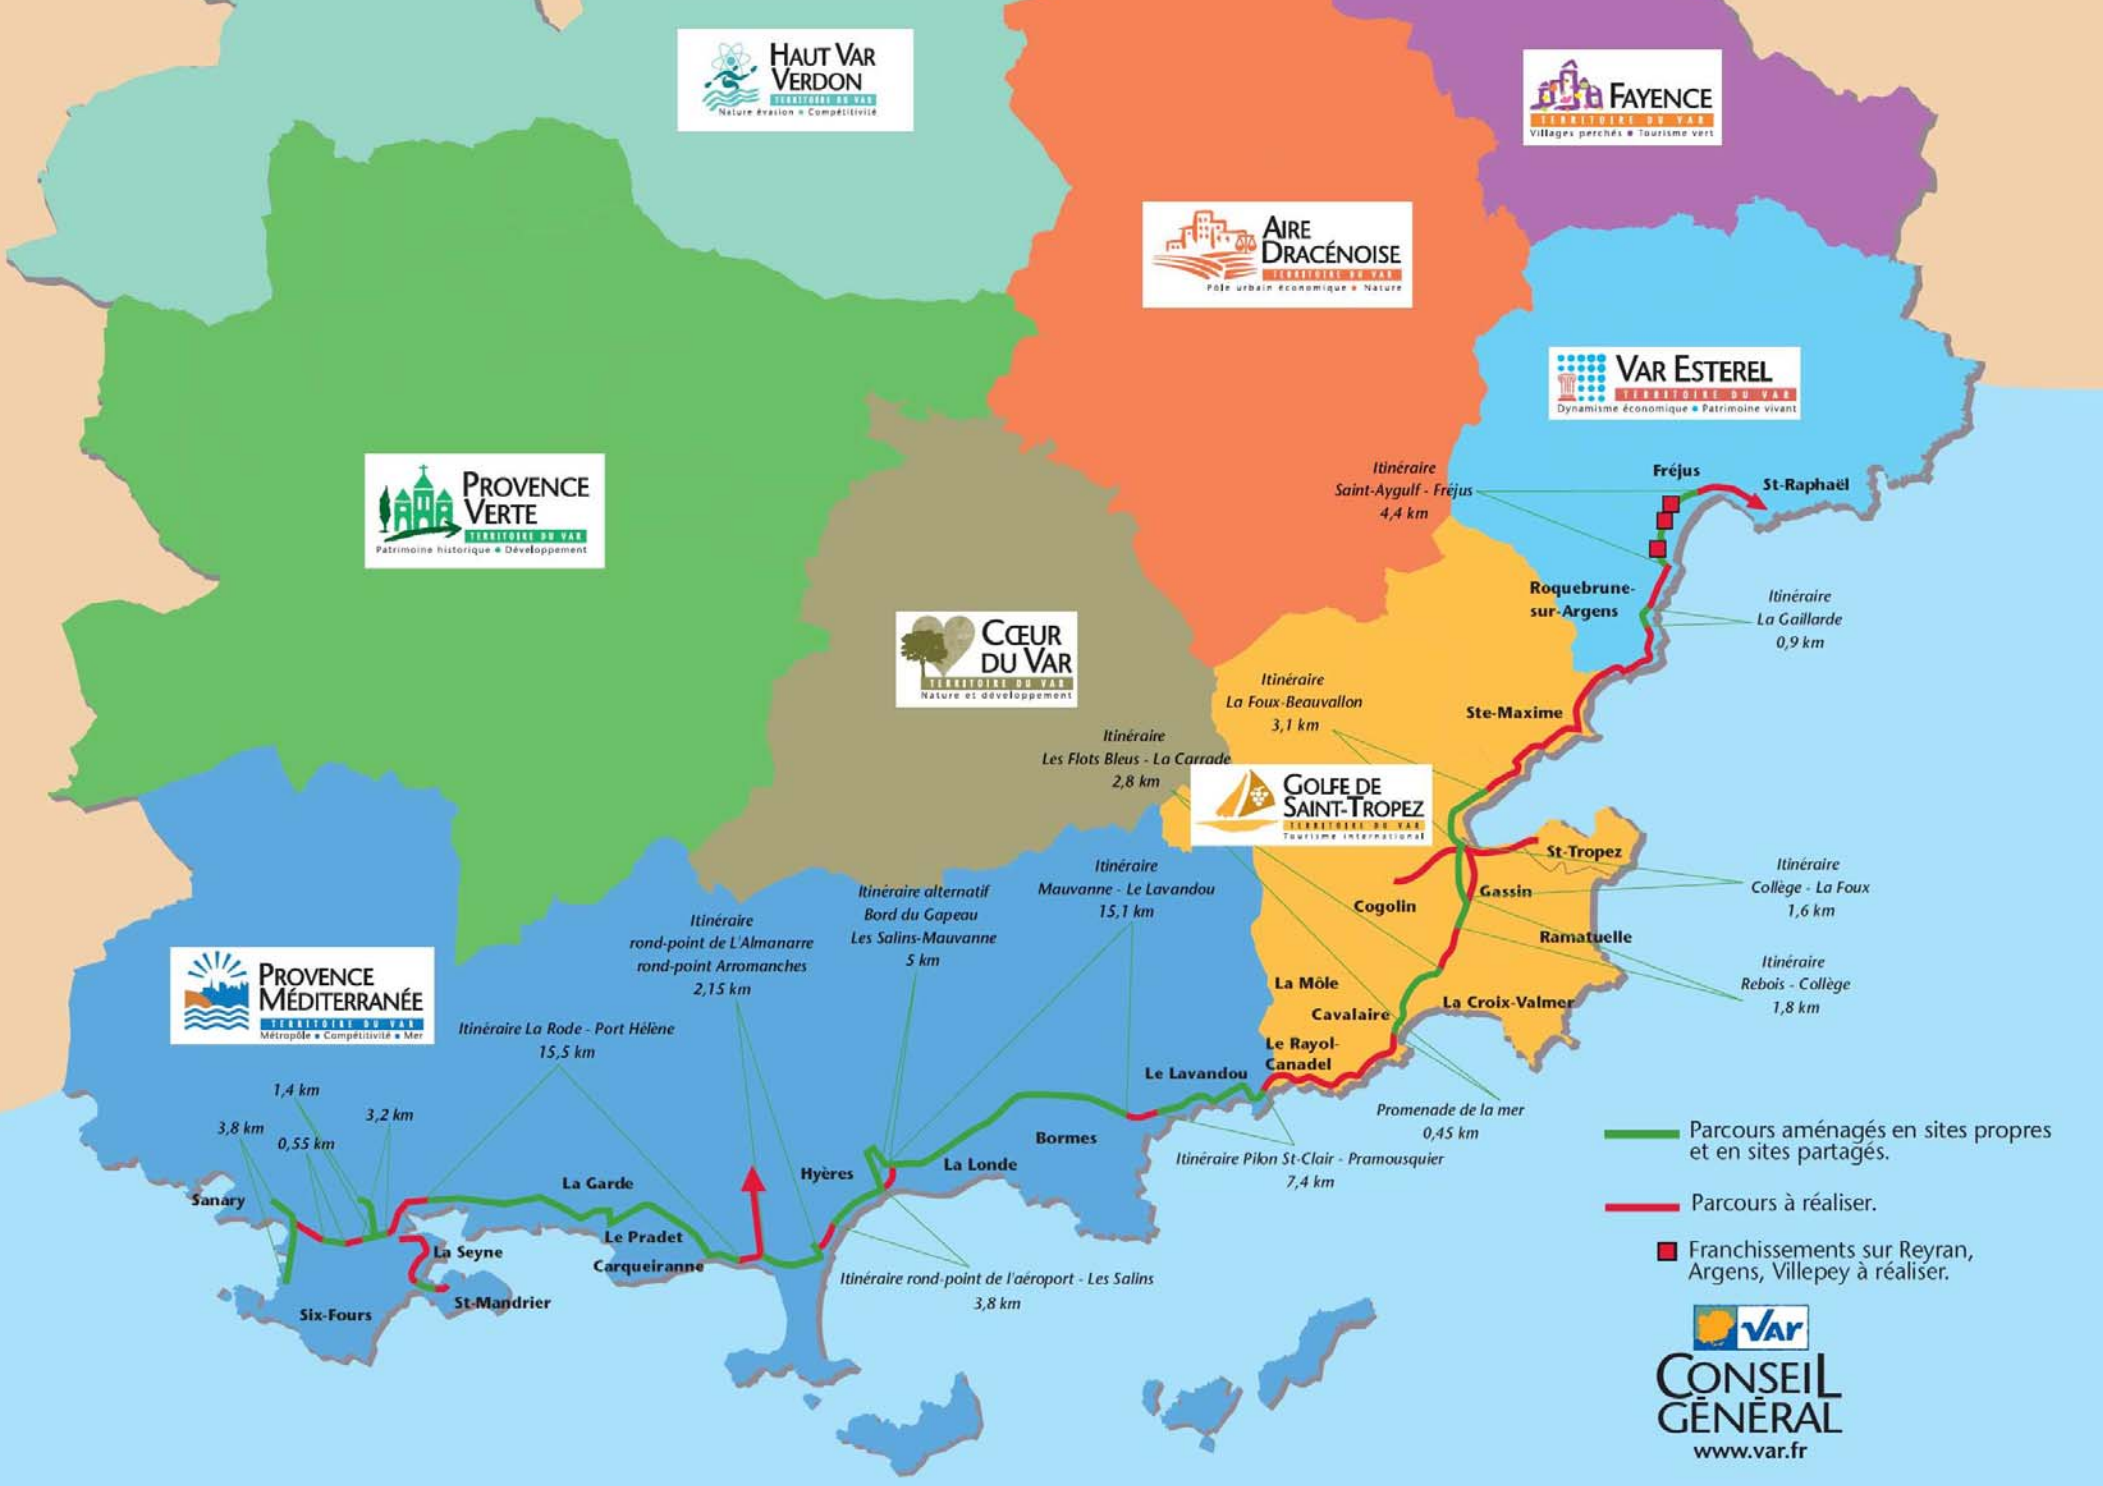 HAUT VAR
VERDON
TERRITOIRE DU VAR
Nature évasion • Compétitivité
FAYENCE
TERRITOIRE DU VAR
Villages perchés • Tourisme vert
AIRE
DRACÉNOISE
TERRITOIRE DU VAR
Pôle urbain économique • Nature
VAR ESTEREL
TERRITOIRE DU VAR
Dynamisme économique • Patrimoine vivant
PROVENCE
VERTE
TERRITOIRE DU VAR
Patrimoine historique • Développement
Itinéraire
Saint-Aygulf - Fréjus
4,4 km
Fréjus
St-Raphaël
Roquebrune-
sur-Argens
Itinéraire
La Gaillarde
0,9 km
CŒUR
DU VAR
TERRITOIRE DU VAR
Nature et développement
Itinéraire
La Foux-Beauvallon
3,1 km
Ste-Maxime
Itinéraire
Les Flots Bleus - La Carrade
2,8 km
GOLFE DE
SAINT-TROPEZ
TERRITOIRE DU VAR
Tourisme international
St-Tropez
Gassin
Cogolin
Ramatuelle
Itinéraire
Collège - La Foux
1,6 km
Itinéraire
Rebois - Collège
1,8 km
Itinéraire
Mauvanne - Le Lavandou
15,1 km
Itinéraire alternatif
Bord du Gapeau
Les Salins-Mauvanne
5 km
Itinéraire
rond-point de L'Almanarre
rond-point Arromanches
2,15 km
PROVENCE
MÉDITERRANÉE
TERRITOIRE DU VAR
Métropole • Compétitivité • Mer
Itinéraire La Rode - Port Hélène
15,5 km
La Môle
Cavalaire
La Croix-Valmer
Le Rayol-
Canadel
Le Lavandou
1,4 km
3,8 km
0,55 km
3,2 km
Promenade de la mer
0,45 km
Itinéraire Pilon St-Clair - Pramousquier
7,4 km
Bormes
La Londe
Hyères
La Garde
Sanary
Le Pradet
La Seyne
Carqueiranne
St-Mandrier
Six-Fours
Itinéraire rond-point de l'aéroport - Les Salins
3,8 km
Parcours aménagés en sites propres
et en sites partagés.
Parcours à réaliser.
Franchissements sur Reyran,
Argens, Villepey à réaliser.
Var
CONSEIL
GÉNÉRAL
www.var.fr